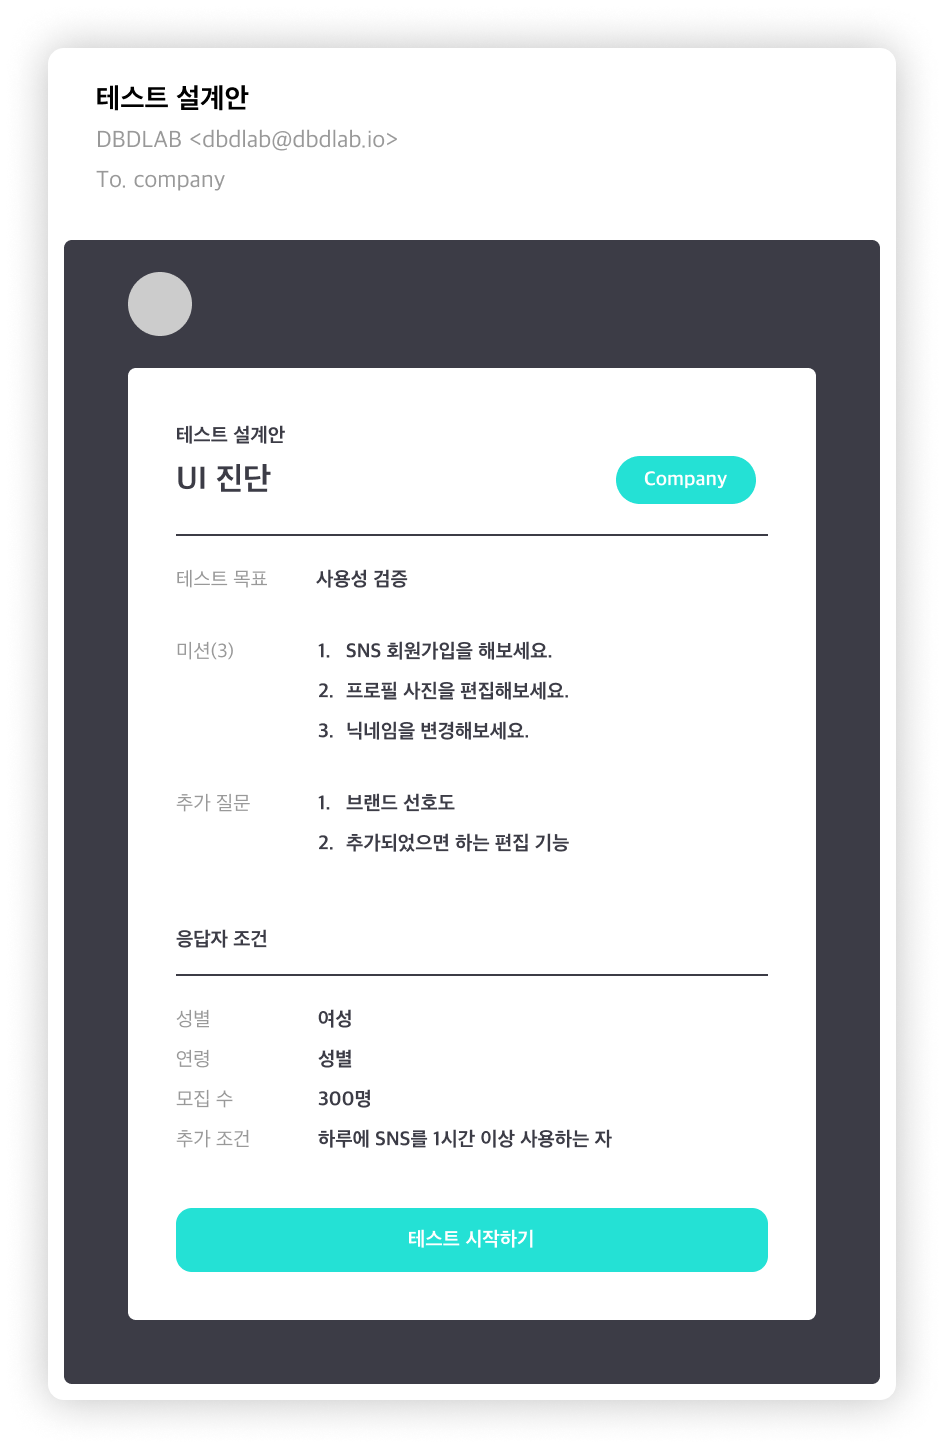 테스트 설계안
DBDLAB <dbdlab@dbdlab.io>
To. company
테스트 설계안
UI 진단
Company
테스트 목표 사용성 검증
미션(3) 1. SNS 회원가입을 해보세요.
2. 프로필 사진을 편집해보세요.
3. 닉네임을 변경해보세요.
추가 질문 1. 브랜드 선호도
2. 추가되었으면 하는 편집 기능
응답자 조건
성별 여성
연령 성별
모집 수 300명
추가 조건 하루에 SNS를 1시간 이상 사용하는 자
테스트 시작하기